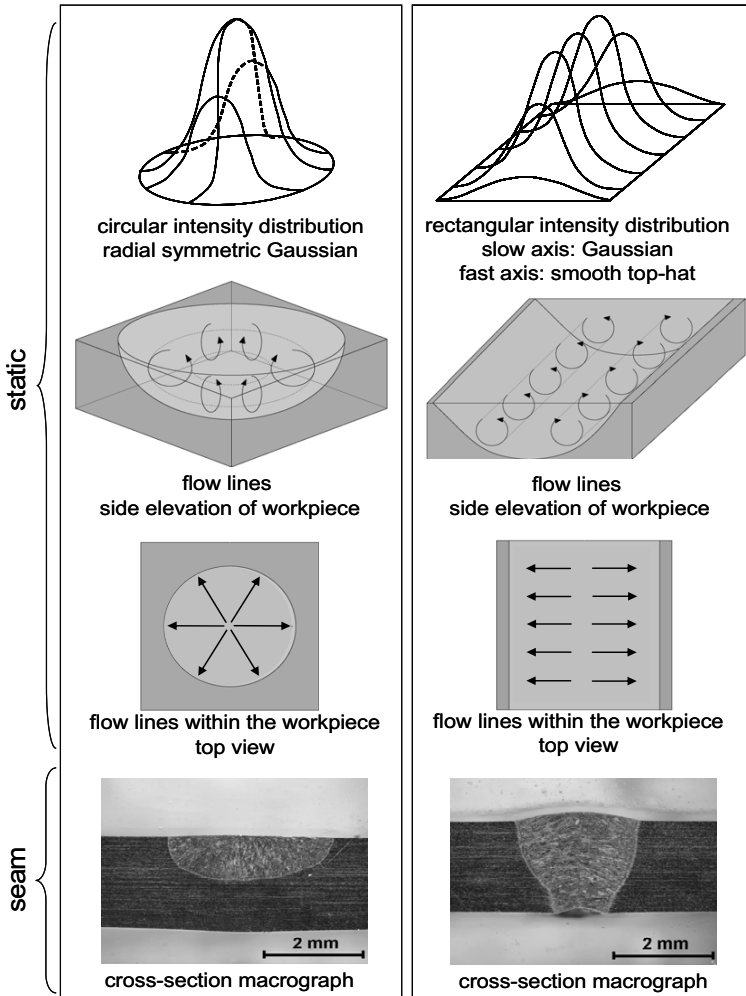 static
circular intensity distribution
radial symmetric Gaussian
flow lines
side elevation of workpiece
flow lines within the workpiece
top view
rectangular intensity distribution
slow axis: Gaussian
fast axis: smooth top-hat
flow lines
side elevation of workpiece
flow lines within the workpiece
top view
seam
2 mm
cross-section macrograph
2 mm
cross-section macrograph